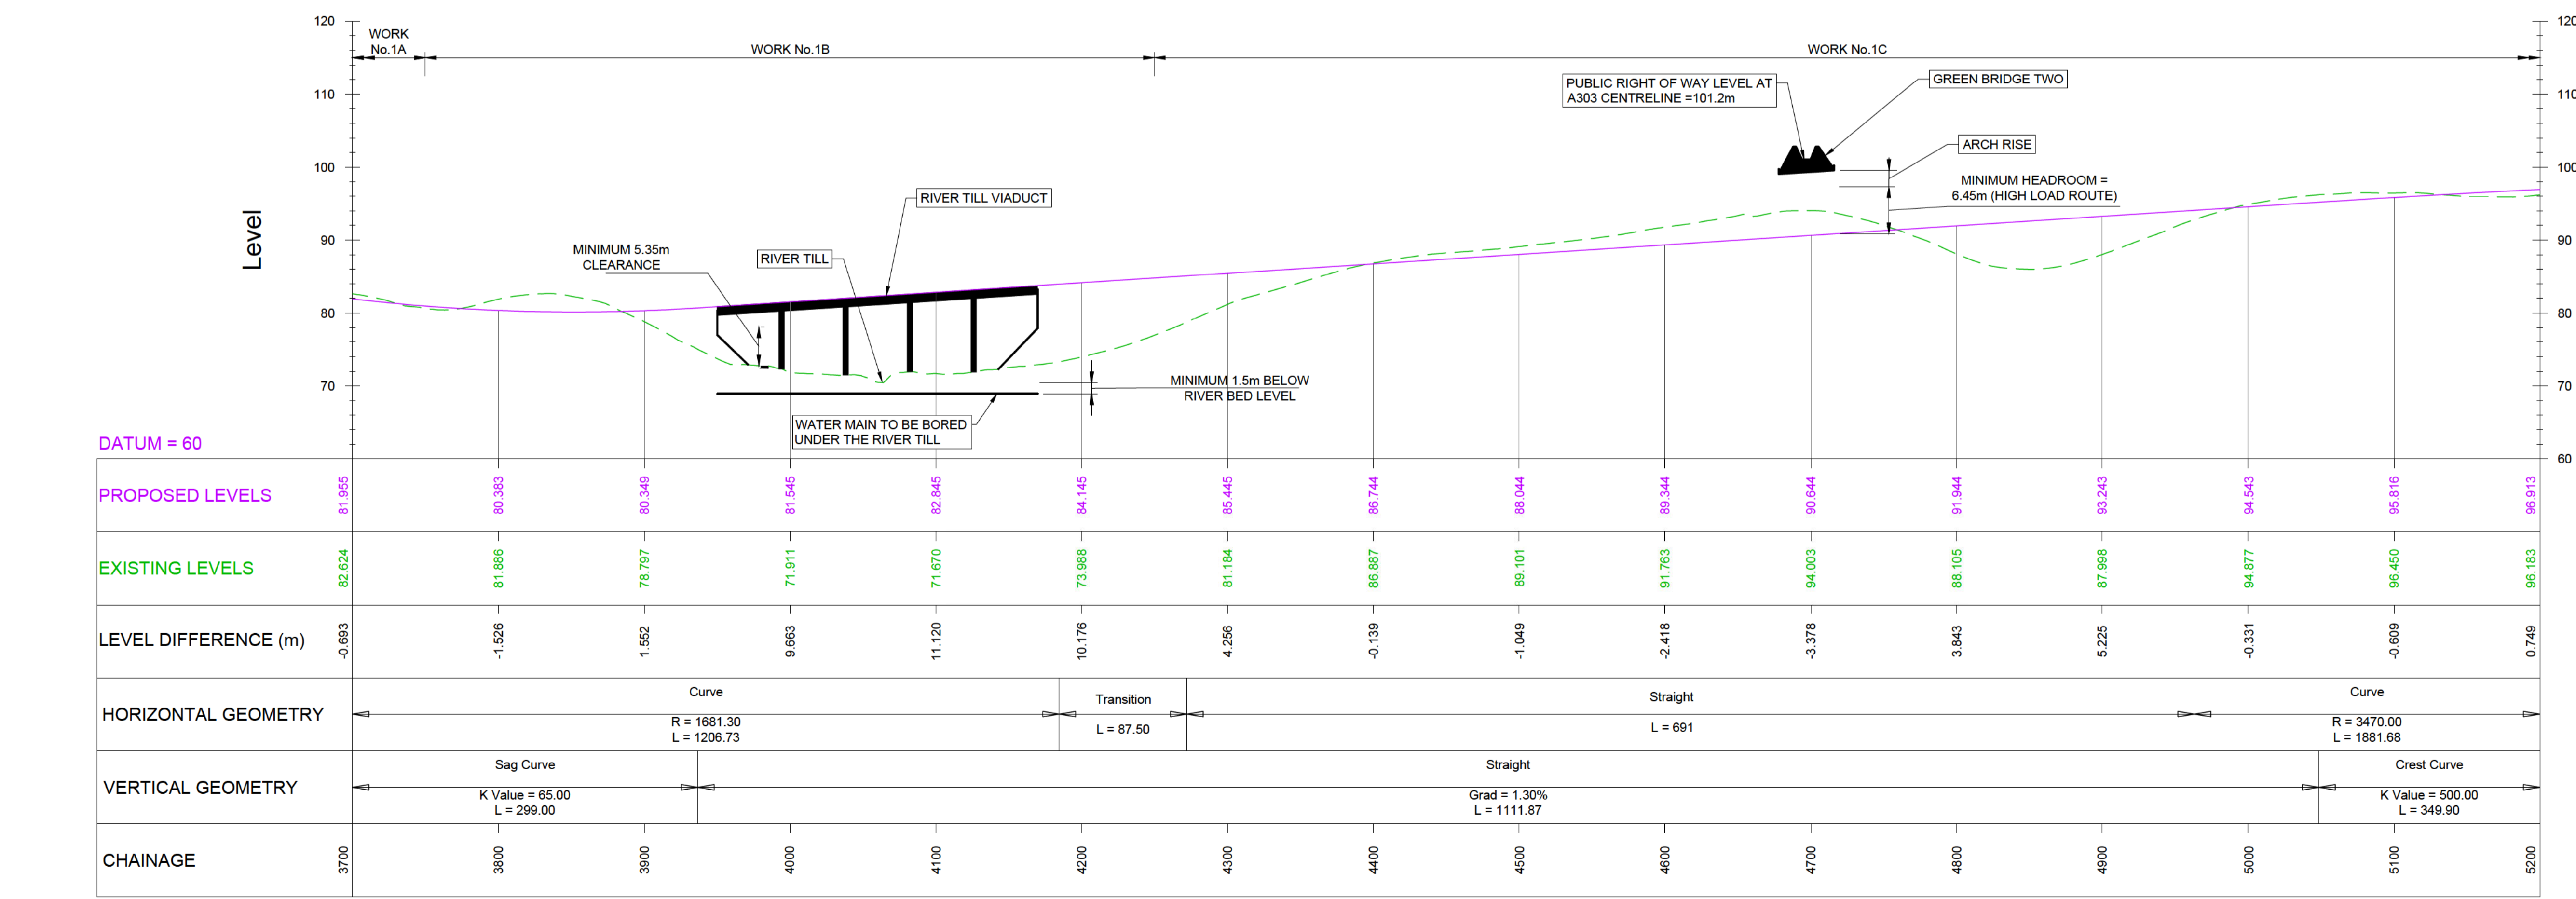 120
110
100
90
80
70
Level
WORK
No.1A
WORK No.1B
WORK No.1C
PUBLIC RIGHT OF WAY LEVEL AT
A303 CENTRELINE =101.2m
GREEN BRIDGE TWO
ARCH RISE
MINIMUM HEADROOM =
6.45m (HIGH LOAD ROUTE)
RIVER TILL VIADUCT
MINIMUM 5.35m
CLEARANCE
RIVER TILL
MINIMUM 1.5m BELOW
RIVER BED LEVEL
WATER MAIN TO BE BORED
UNDER THE RIVER TILL
120
110
100
90
80
70
60
DATUM = 60
PROPOSED LEVELS
81.955 80.383 80.349 81.545 82.845 84.145 85.445 86.744 88.044 89.344 90.644 91.944 93.243 94.543 95.816 96.913
EXISTING LEVELS
82.624 81.886 78.797 71.911 71.670 73.988 81.184 86.887 89.101 91.763 94.003 88.105 87.998 94.877 96.450 96.183
LEVEL DIFFERENCE (m)
-0.693 -1.526 1.552 9.663 11.120 10.176 4.256 -0.139 -1.049 -2.418 -3.378 3.843 5.225 -0.331 -0.609 0.749
HORIZONTAL GEOMETRY
Curve
R = 1681.30
L = 1206.73
Transition
L = 87.50
Straight
L = 691
Curve
R = 3470.00
L = 1881.68
VERTICAL GEOMETRY
Sag Curve
K Value = 65.00
L = 299.00
Straight
Grad = 1.30%
L = 1111.87
Crest Curve
K Value = 500.00
L = 349.90
CHAINAGE
3700 3800 3900 4000 4100 4200 4300 4400 4500 4600 4700 4800 4900 5000 5100 5200